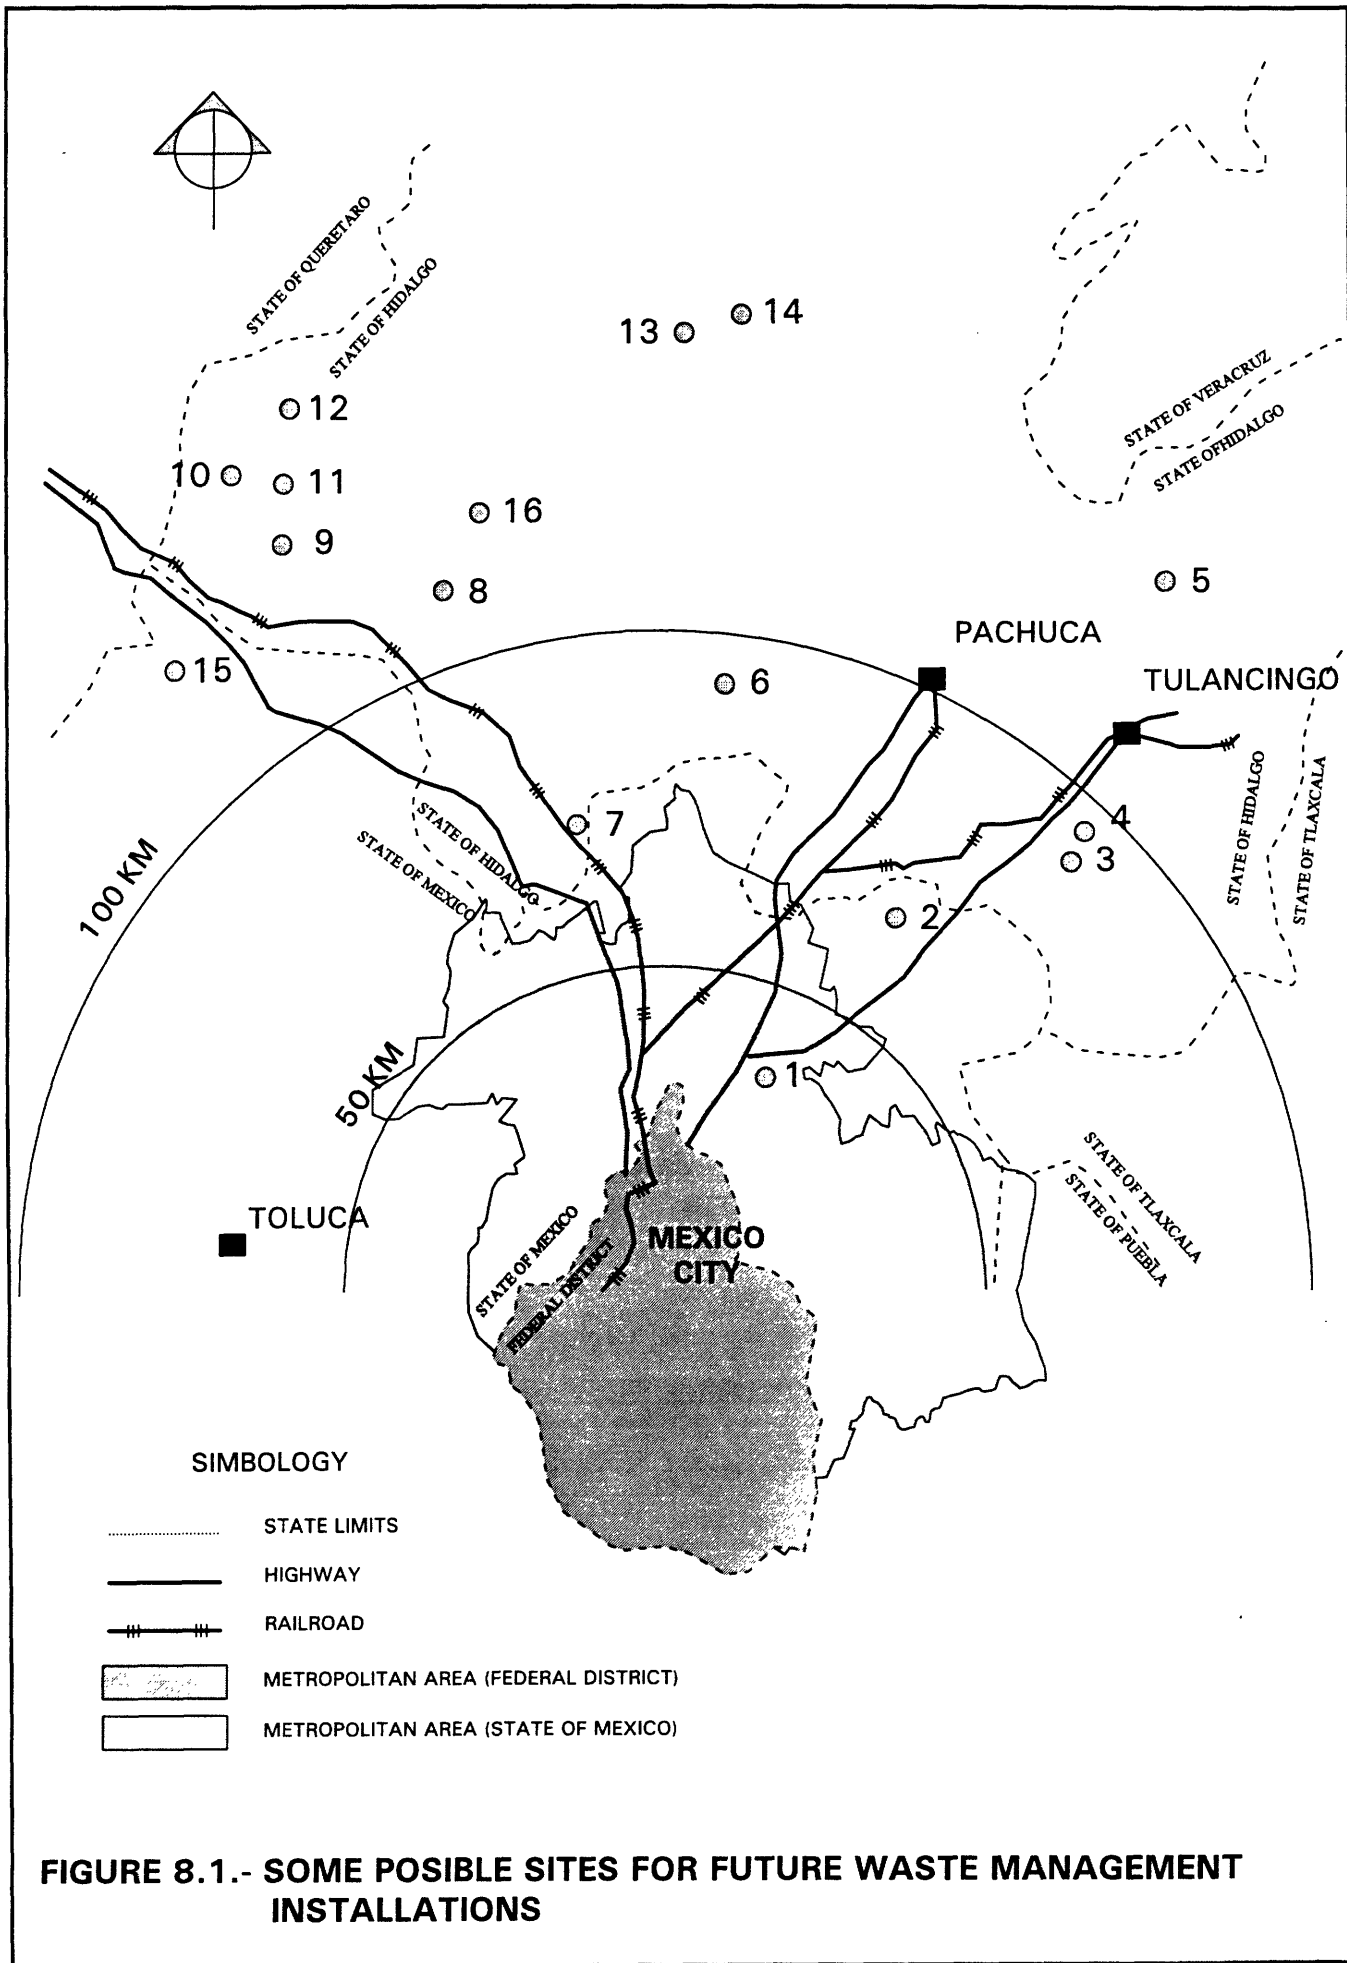 STATE OF QUERETARO
STATE OF HIDALGO
13
14
12
STATE OF VERACRUZ
STATE OFHIDALGO
10
11
16
9
8
5
PACHUCA
15
6
TULANCINGO
STATE OF HIDALGO
STATE OF TLAXCALA
7
4
3
STATE OF HIDALGO
STATE OF MEXICO
100 KM
2
50 KM
1
STATE OF TLAXCALA
STATE OF PUEBLA
TOLUCA
STATE OF MEXICO
FEDERAL DISTRICT
MEXICO
CITY
SIMBOLOGY
STATE LIMITS
HIGHWAY
RAILROAD
METROPOLITAN AREA (FEDERAL DISTRICT)
METROPOLITAN AREA (STATE OF MEXICO)
FIGURE 8.1.- SOME POSIBLE SITES FOR FUTURE WASTE MANAGEMENT
INSTALLATIONS